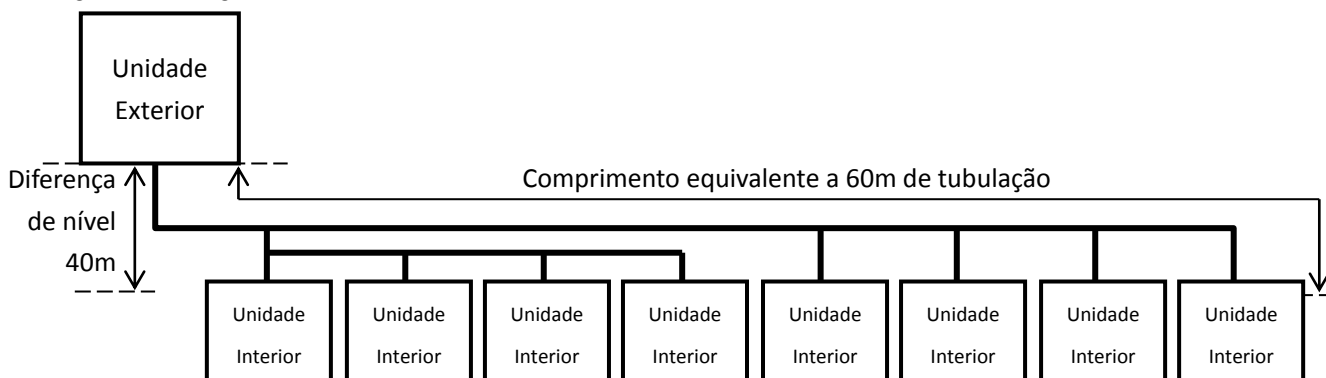 Unidade
Exterior
Diferença
de nível
40m
Comprimento equivalente a 60m de tubulação
Unidade
Interior
Unidade
Interior
Unidade
Interior
Unidade
Interior
Unidade
Interior
Unidade
Interior
Unidade
Interior
Unidade
Interior